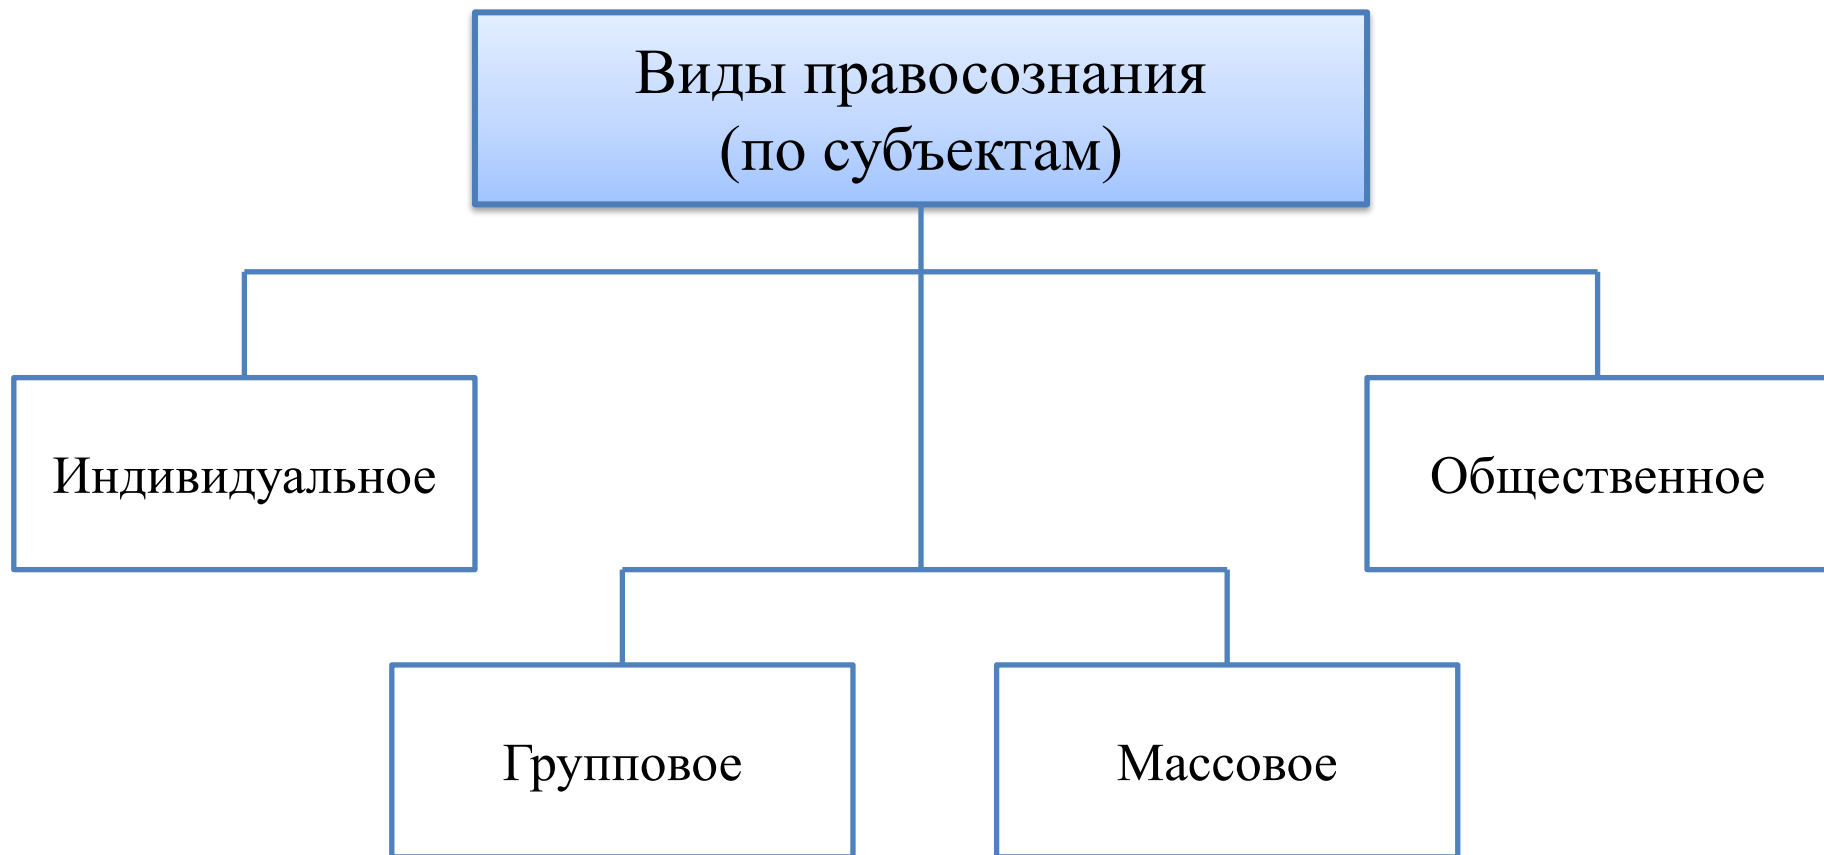 Виды правосознания
(по субъектам)
Индивидуальное
Общественное
Групповое
Массовое